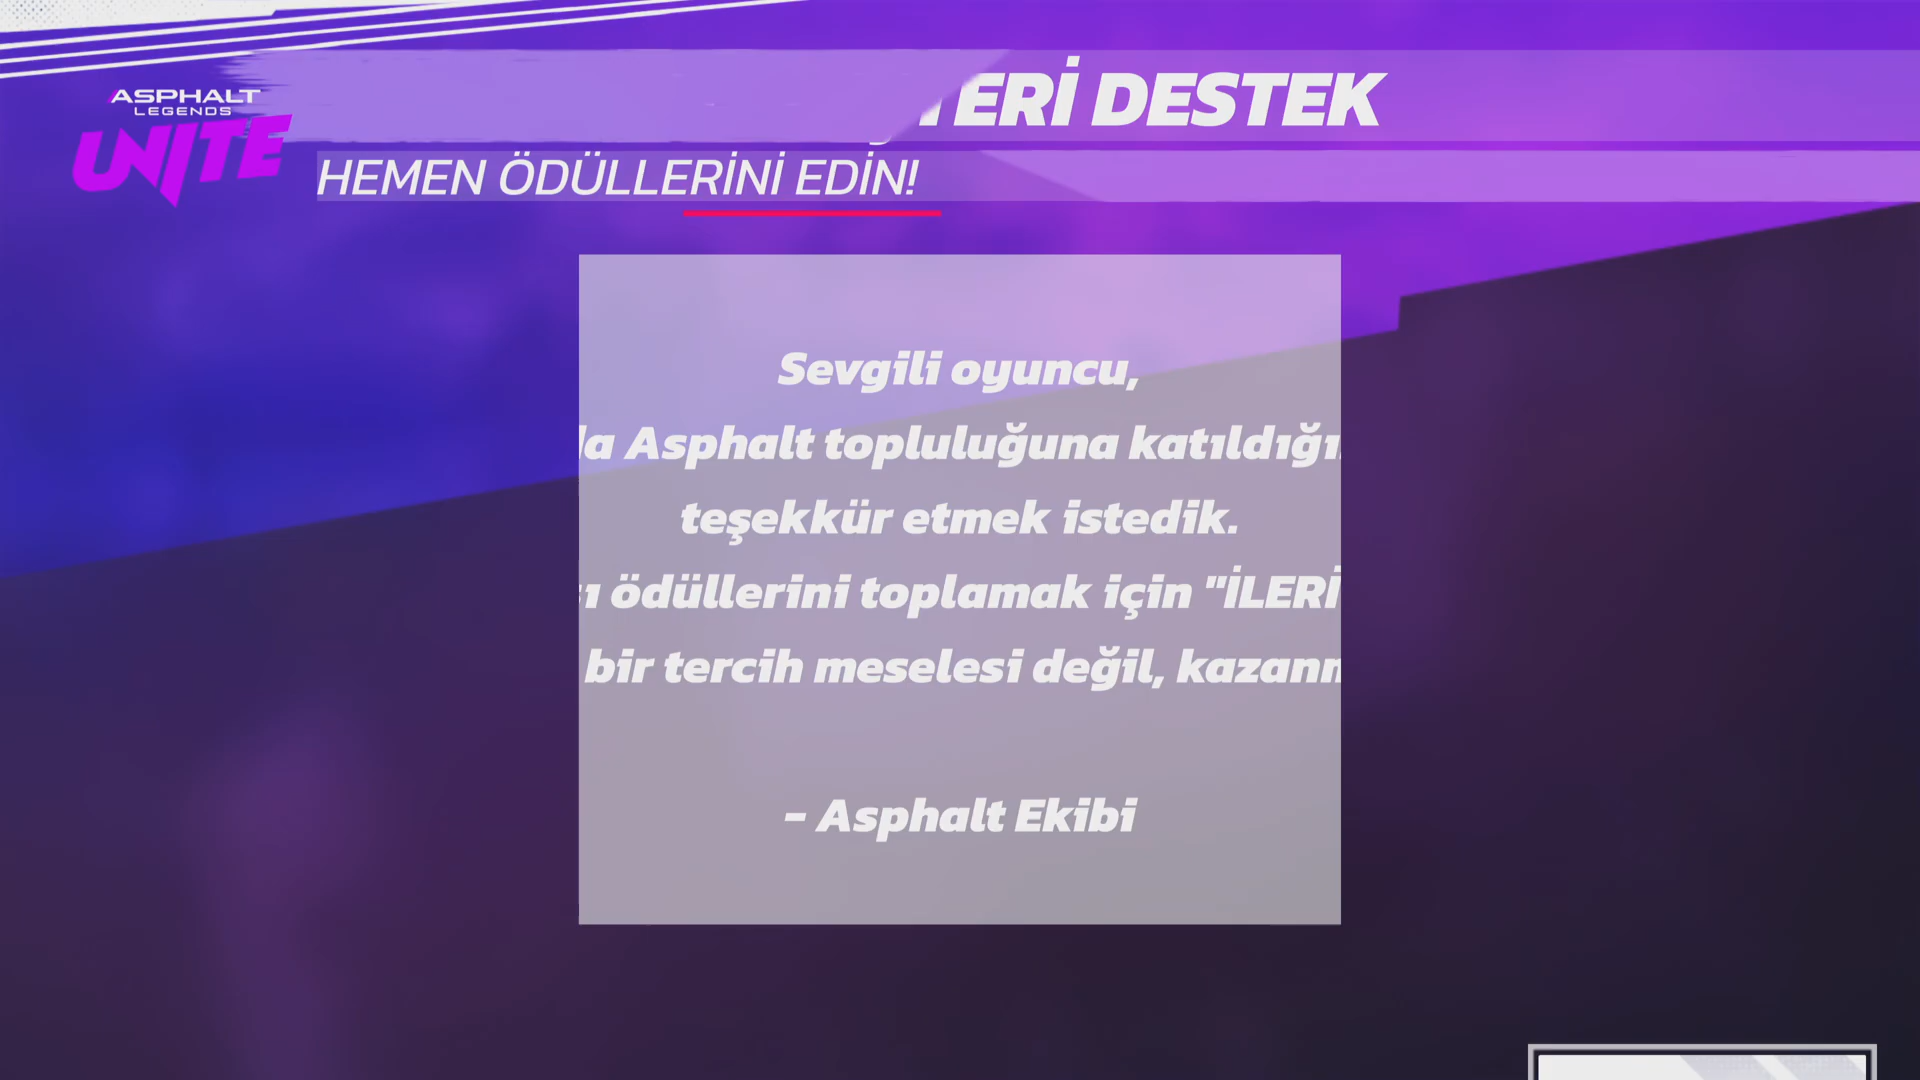 ASPHALT
LEGENDS
UNITE
DESTEK
HEMEN ÖDÜLLERİNİ EDİN!
Sevgili oyuncu,
Asphalt topluluğuna
teşekkür etmek istedik.
ödüllerini toplamak için "İLERİ
bir tercih meselesi değil,
- Asphalt Ekibi